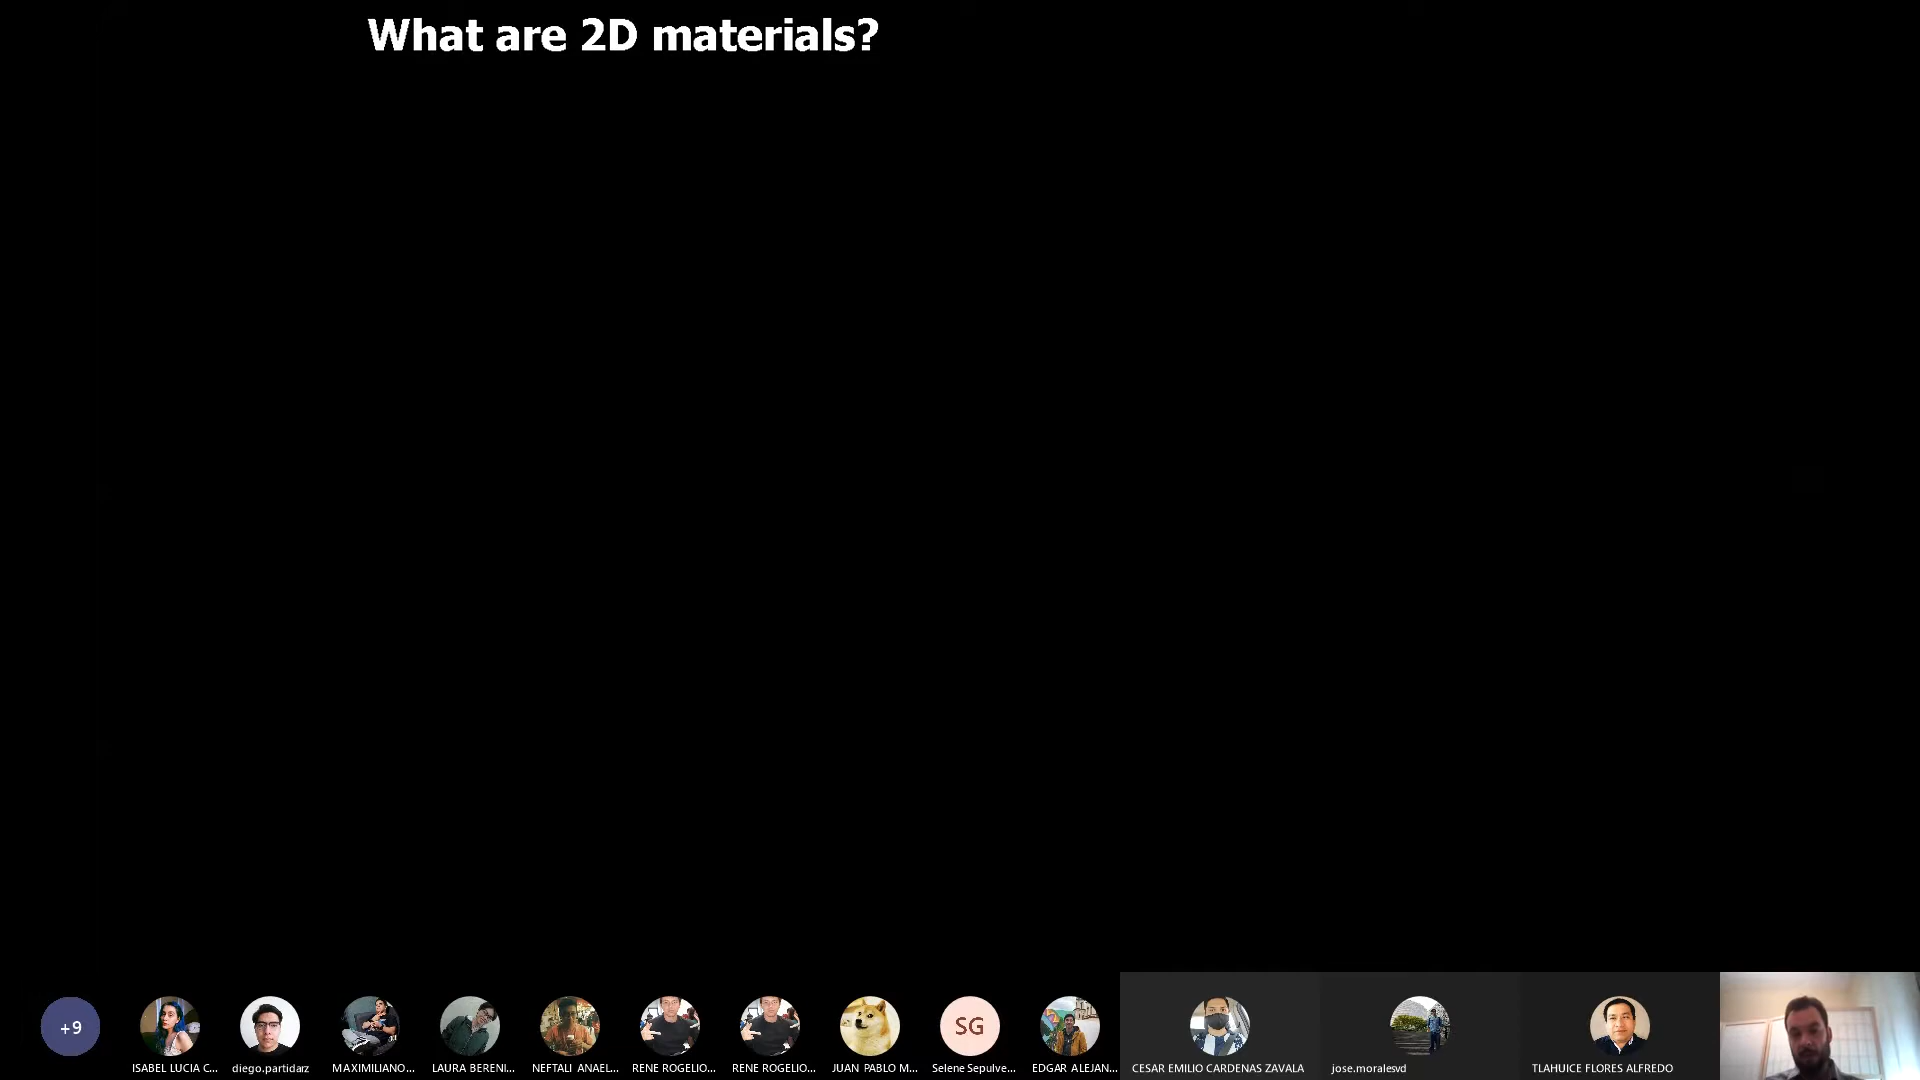 What are 2D materials?
+9
ISABEL LUCIA C...
diego.partidarz
MAXIMILIANO...
LAURA BERENI...
NEFTALI ANAEL...
RENE ROGELIO...
RENE ROGELIO...
JUAN PABLO M...
SG
Selene Sepulve...
EDGAR ALEJAN...
CESAR EMILIO CARDENAS ZAVALA
jose.moralesvd
TLAHUICE FLORES ALFREDO